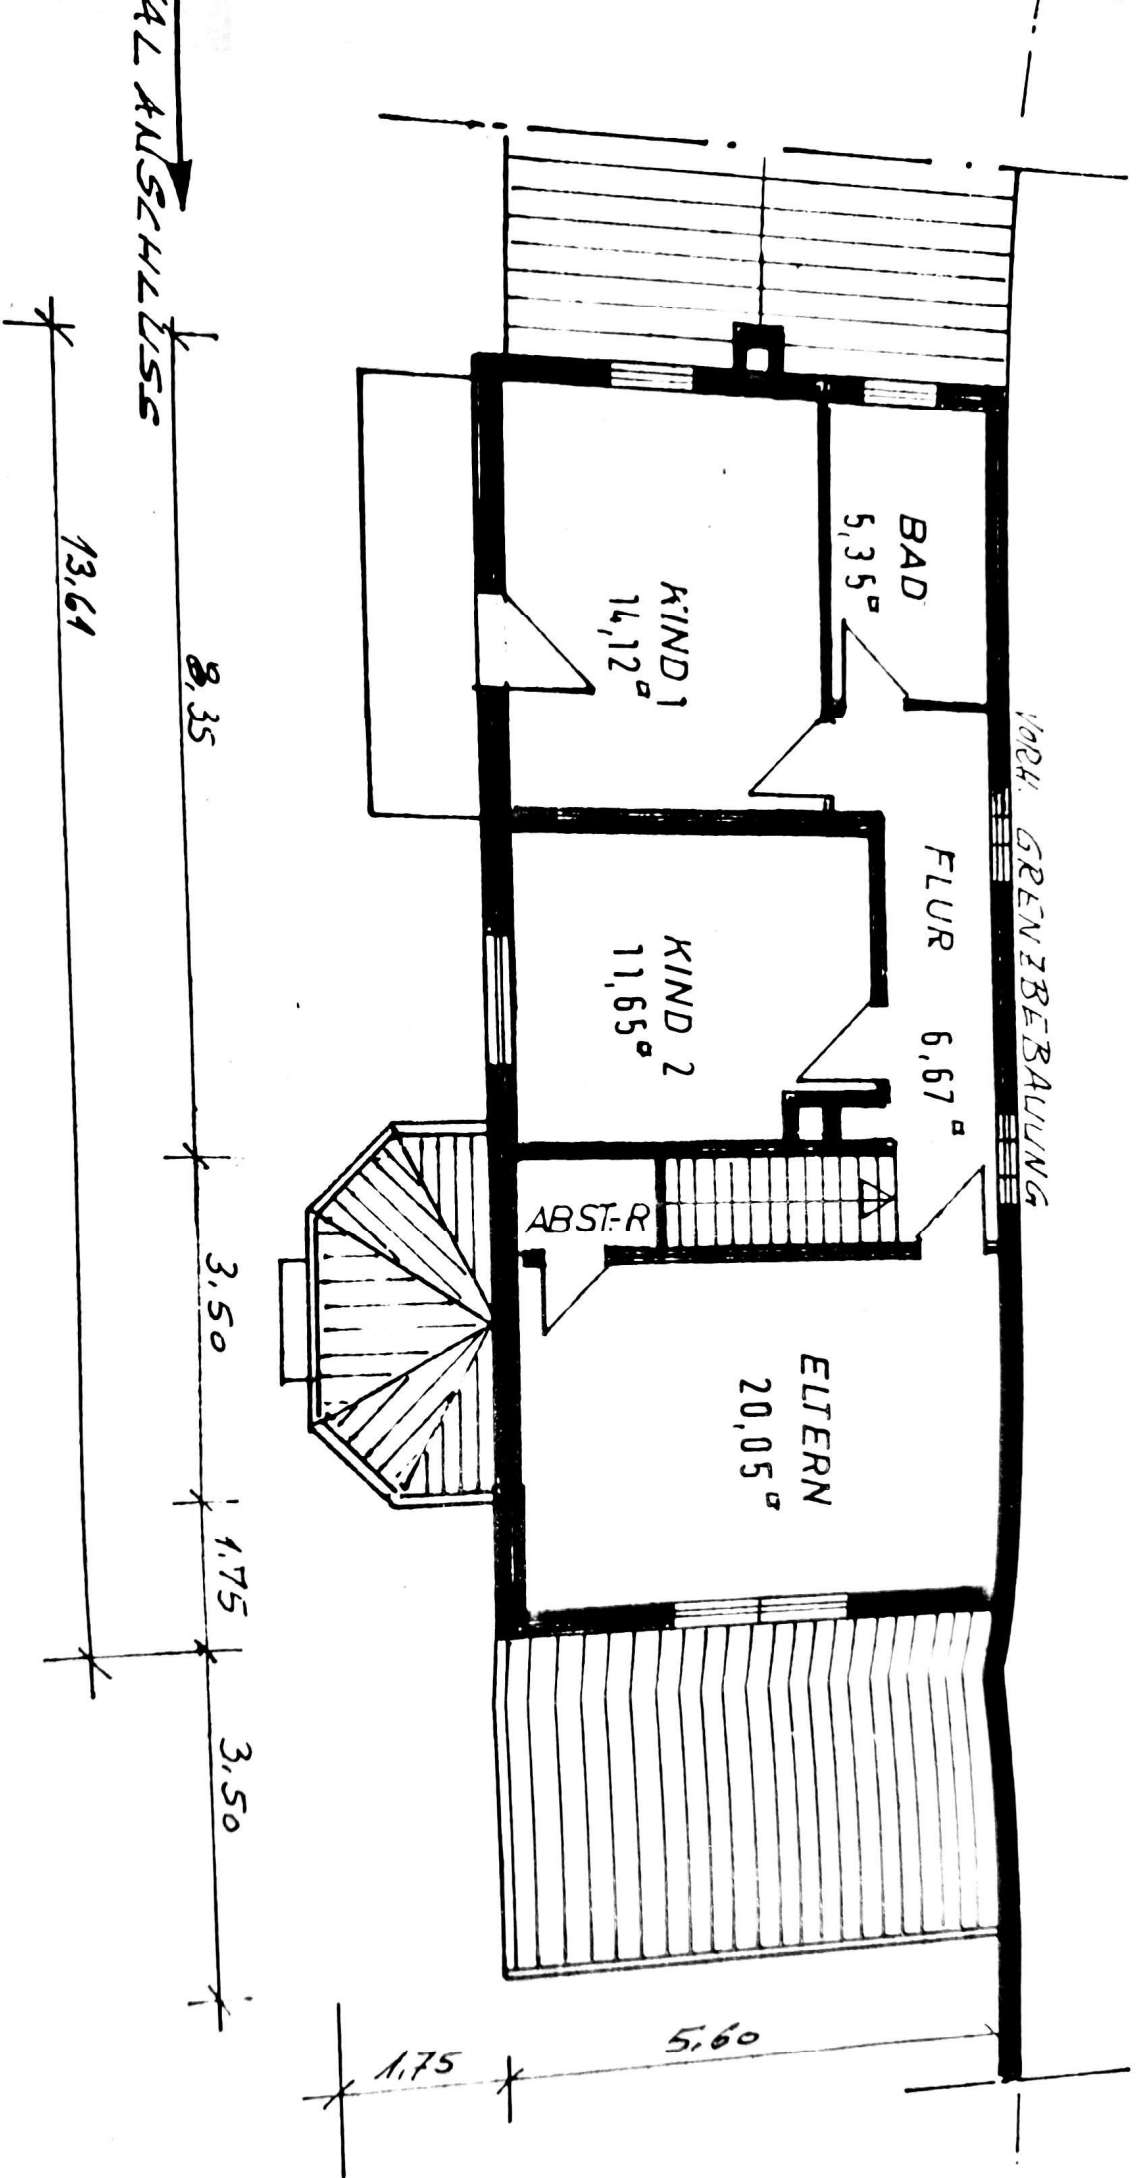 AL ANSCHLÜSSE
VORH. GRENZBEBAUUNG
BAD
5,35
FLUR 6,67
KIND 1
14,12
KIND 2
11,65
ABST-R
ELTERN
20,05
8,35
3,50
1.75
3,50
13,61
5,60
1,75